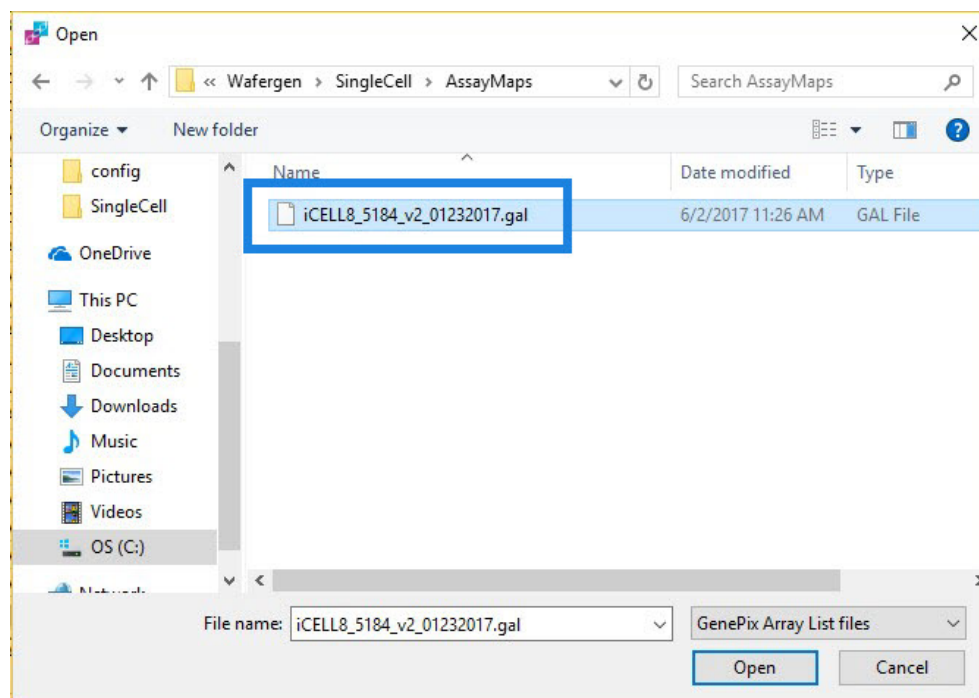 Open
« Wafergen > SingleCell > AssayMaps
Search AssayMaps
Organize
New folder
Name
Date modified
Type
config
SingleCell
OneDrive
This PC
Desktop
Documents
Downloads
Music
Pictures
Videos
OS (C:)
Network
iCELL8_5184_v2_01232017.gal
6/2/2017 11:26 AM
GAL File
File name:
iCELL8_5184_v2_01232017.gal
GenePix Array List files
Open
Cancel